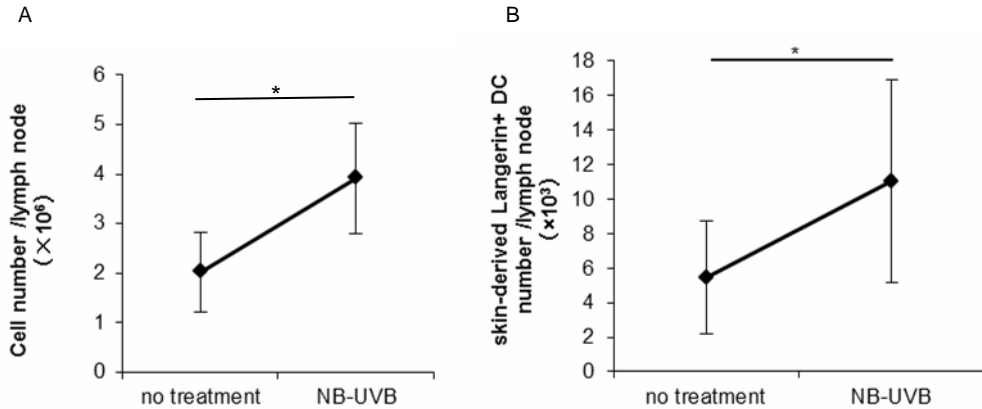 A
B
Cell number /lymph node
(×10⁶)
6
5
4
3
2
1
0
*
no treatment
NB-UVB
skin-derived Langerin+ DC
number /lymph node
(×10³)
18
16
14
12
10
8
6
4
2
0
*
no treatment
NB-UVB